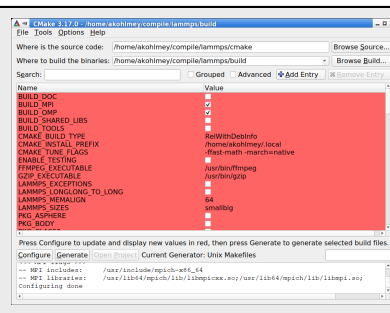 CMake 3.17.0 - /home/akohlmey/compile/lammps/build
File Tools Options Help
Where is the source code: /home/akohlmey/compile/lammps/cmake Browse Source...
Where to build the binaries: /home/akohlmey/compile/lammps/build Browse Build...
Search: Grouped Advanced Add Entry Remove Entry
Name Value
BUILD_DOC
BUILD_MPI
BUILD_OMP
BUILD_SHARED_LIBS
BUILD_TOOLS
CMAKE_BUILD_TYPE RelWithDebInfo
CMAKE_INSTALL_PREFIX /home/akohlmey/.local
CMAKE_TUNE_FLAGS -ffast-math -march=native
ENABLE_TESTING
FFMPEG_EXECUTABLE /usr/bin/ffmpeg
GZIP_EXECUTABLE /usr/bin/gzip
LAMMPS_EXCEPTIONS
LAMMPS_LONGLONG_TO_LONG
LAMMPS_MEMALIGN 64
LAMMPS_SIZES smallbig
PKG_ASPHERE
PKG_BODY
Press Configure to update and display new values in red, then press Generate to generate selected build files.
Configure Generate Open Project Current Generator: Unix Makefiles
-- MPI includes: /usr/include/mpich-x86_64
-- MPI libraries: /usr/lib64/mpich/lib/libmpicxx.so;/usr/lib64/mpich/lib/libmpi.so;
Configuring done